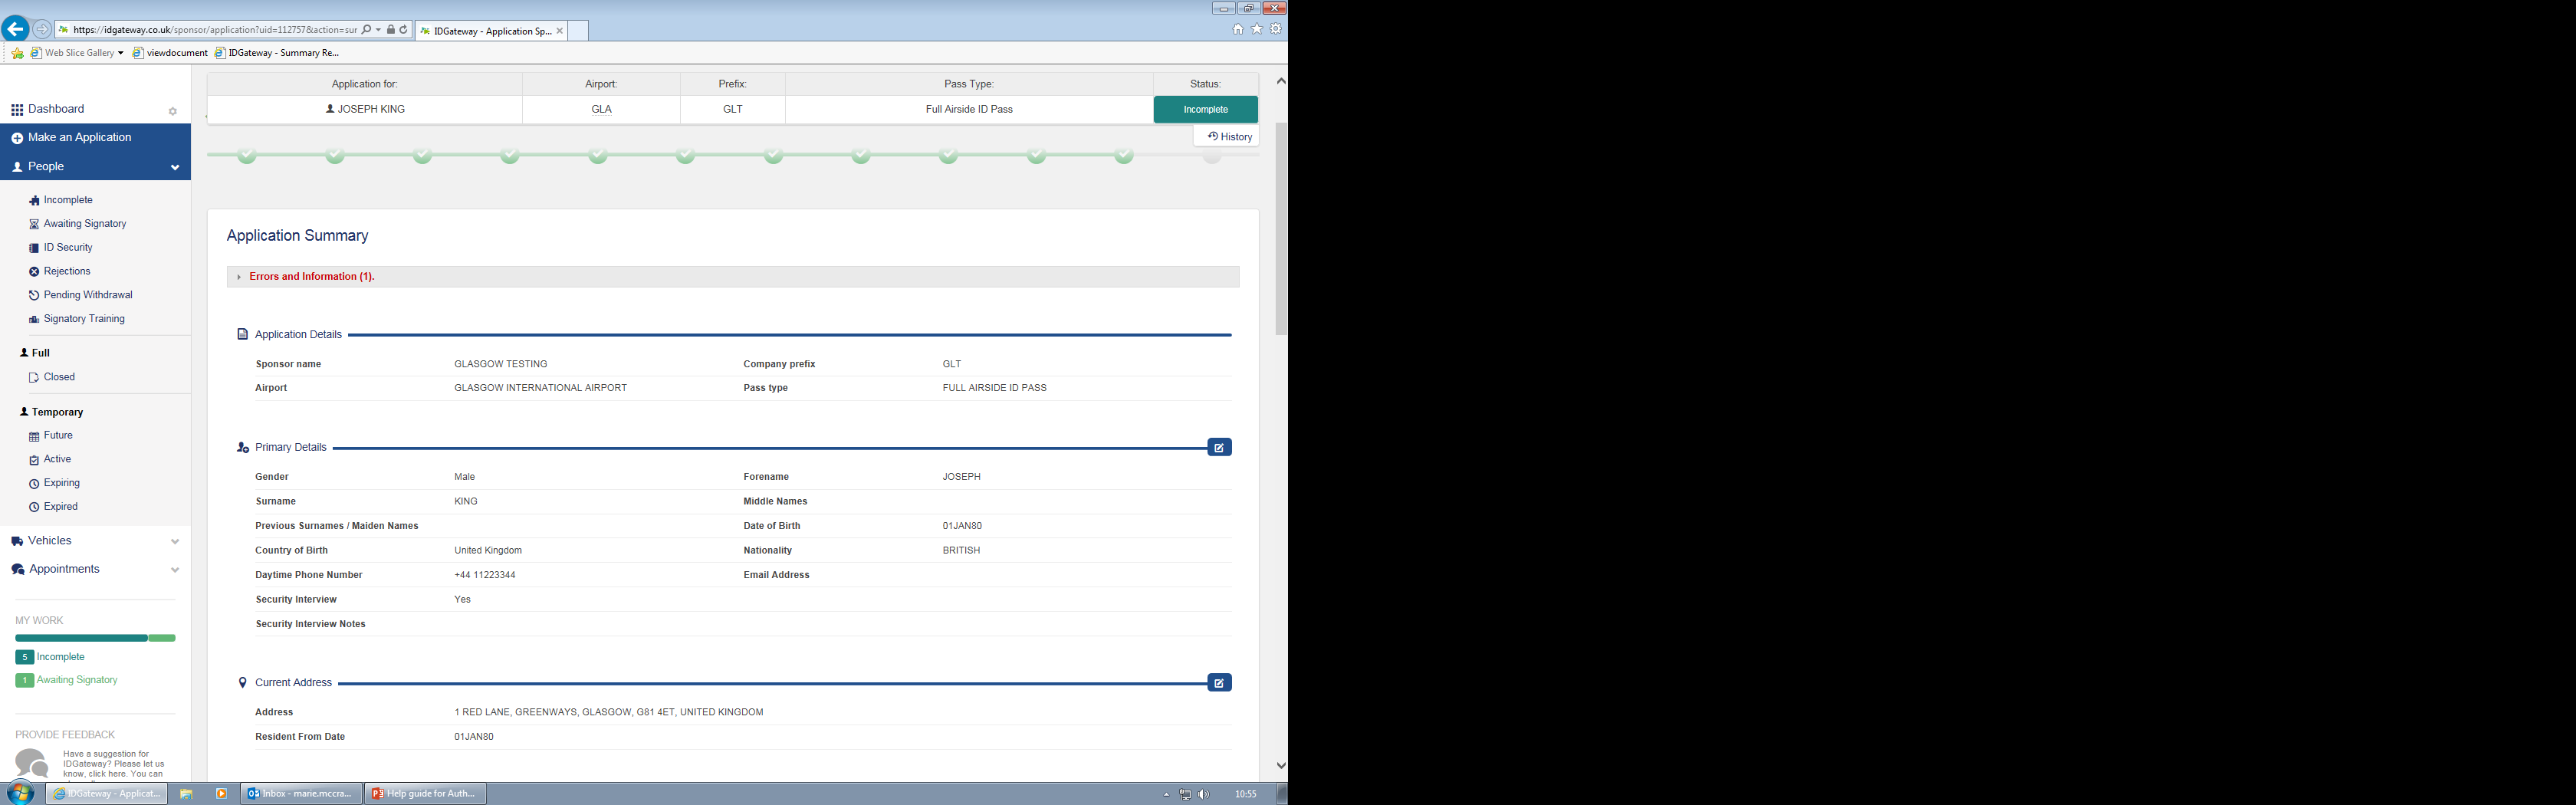 https://idgateway.co.uk/sponsor/application?uid=112757&action=sur
IDGateway - Application Sp...
Web Slice Gallery
viewdocument
IDGateway - Summary Re...
Dashboard
Make an Application
People
Incomplete
Awaiting Signatory
ID Security
Rejections
Pending Withdrawal
Signatory Training
Full
Closed
Temporary
Future
Active
Expiring
Expired
Vehicles
Appointments
MY WORK
5 Incomplete
1 Awaiting Signatory
PROVIDE FEEDBACK
Have a suggestion for
IDGateway? Please let us
know, click here. You can
Application for: Airport: Prefix: Pass Type: Status:
JOSEPH KING GLA GLT Full Airside ID Pass Incomplete
History
Application Summary
Errors and Information (1).
Application Details
Sponsor name GLASGOW TESTING Company prefix GLT
Airport GLASGOW INTERNATIONAL AIRPORT Pass type FULL AIRSIDE ID PASS
Primary Details
Gender Male Forename JOSEPH
Surname KING Middle Names
Previous Surnames / Maiden Names Date of Birth 01JAN80
Country of Birth United Kingdom Nationality BRITISH
Daytime Phone Number +44 11223344 Email Address
Security Interview Yes
Security Interview Notes
Current Address
Address 1 RED LANE, GREENWAYS, GLASGOW, G81 4ET, UNITED KINGDOM
Resident From Date 01JAN80
IDGateway - Applicat...
Inbox - marie.mccra...
Help guide for Auth...
10:55